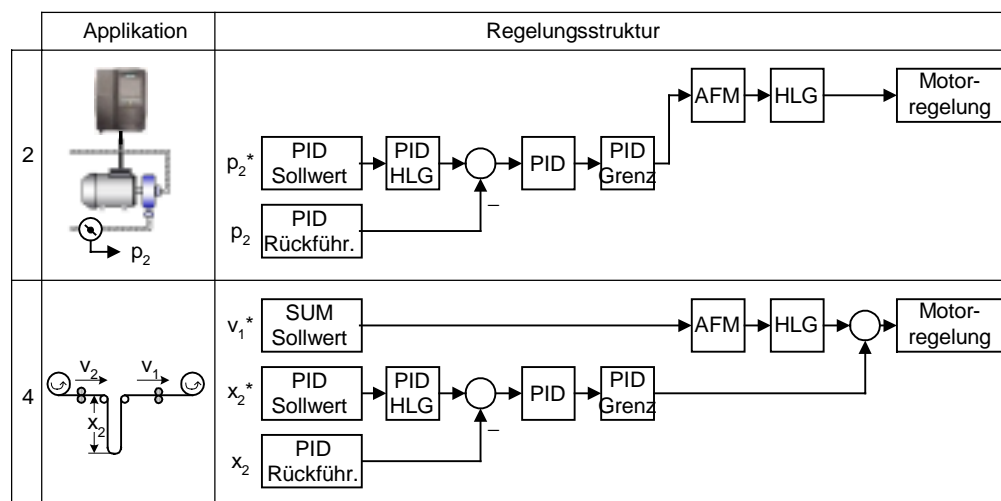 Applikation
Regelungsstruktur
2
p2
p2*
PID
Sollwert
PID
HLG
PID
PID
Grenz
AFM
HLG
Motor-
regelung
p2
PID
Rückführ.
–
4
v2
v1
x2
v1*
SUM
Sollwert
AFM
HLG
Motor-
regelung
x2*
PID
Sollwert
PID
HLG
PID
PID
Grenz
–
x2
PID
Rückführ.